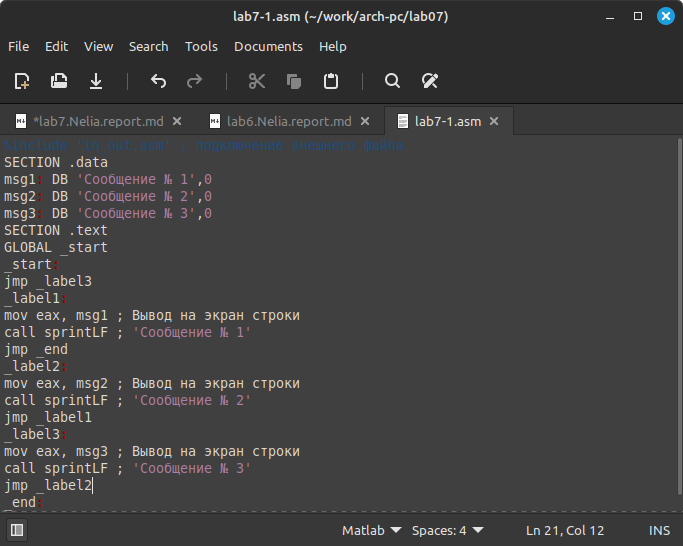 lab7-1.asm (~/work/arch-pc/lab07)
File Edit View Search Tools Documents Help
*lab7.Nelia.report.md lab6.Nelia.report.md lab7-1.asm
%include 'in_out.asm' ; подключение внешнего файла
SECTION .data
msg1: DB 'Сообщение № 1',0
msg2: DB 'Сообщение № 2',0
msg3: DB 'Сообщение № 3',0
SECTION .text
GLOBAL _start
_start:
jmp _label3
_label1:
mov eax, msg1 ; Вывод на экран строки
call sprintLF ; 'Сообщение № 1'
jmp _end
_label2:
mov eax, msg2 ; Вывод на экран строки
call sprintLF ; 'Сообщение № 2'
jmp _label1
_label3:
mov eax, msg3 ; Вывод на экран строки
call sprintLF ; 'Сообщение № 3'
jmp _label2
_end:
Matlab Spaces: 4 Ln 21, Col 12 INS